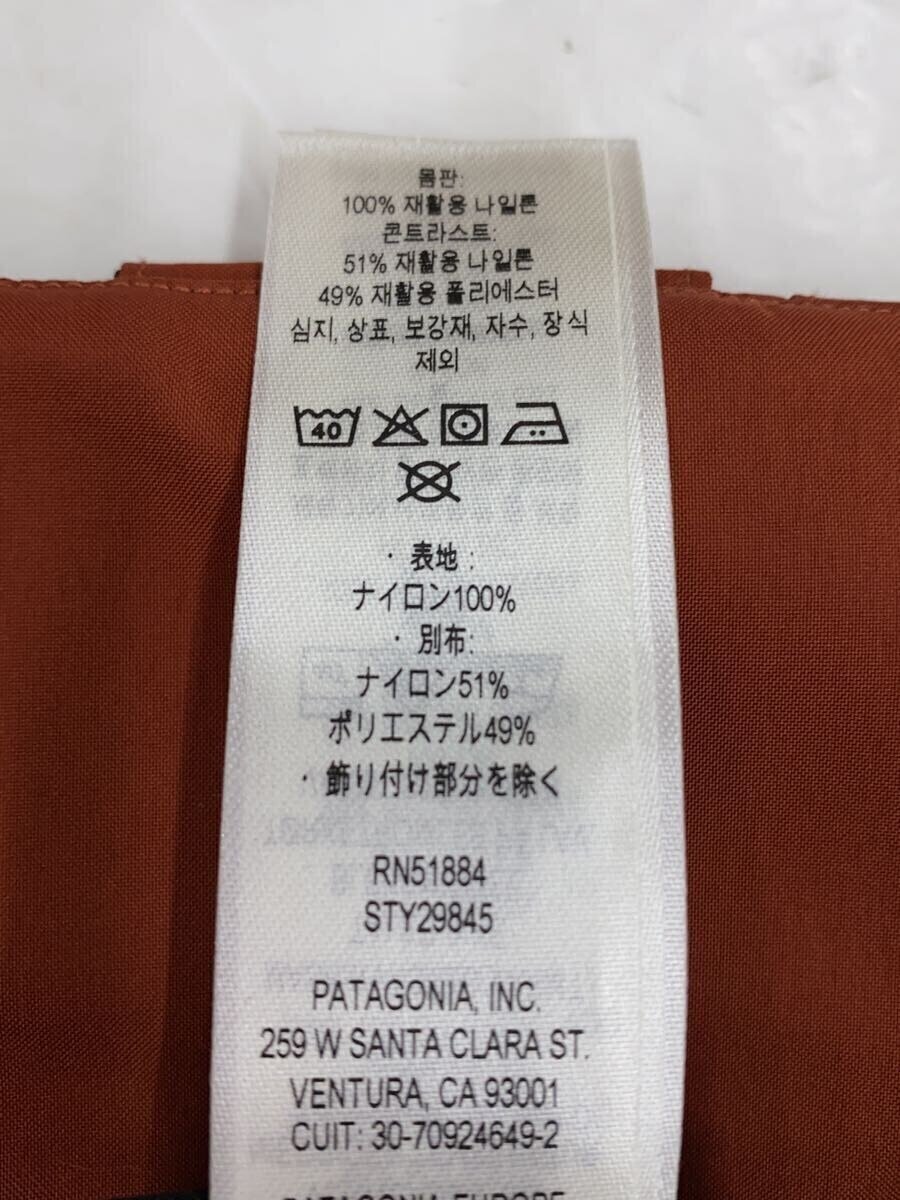 몸판:
100% 재활용 나일론
콘트라스트:
51% 재활용 나일론
49% 재활용 폴리에스터
심지, 상표, 보강재, 자수, 장식
제외
40
・表地 :
ナイロン100%
・別布:
ナイロン51%
ポリエステル49%
・飾り付け部分を除く
RN51884
STY29845
PATAGONIA, INC.
259 W SANTA CLARA ST.
VENTURA, CA 93001
CUIT: 30-70924649-2
PATAGONIA EUROPE